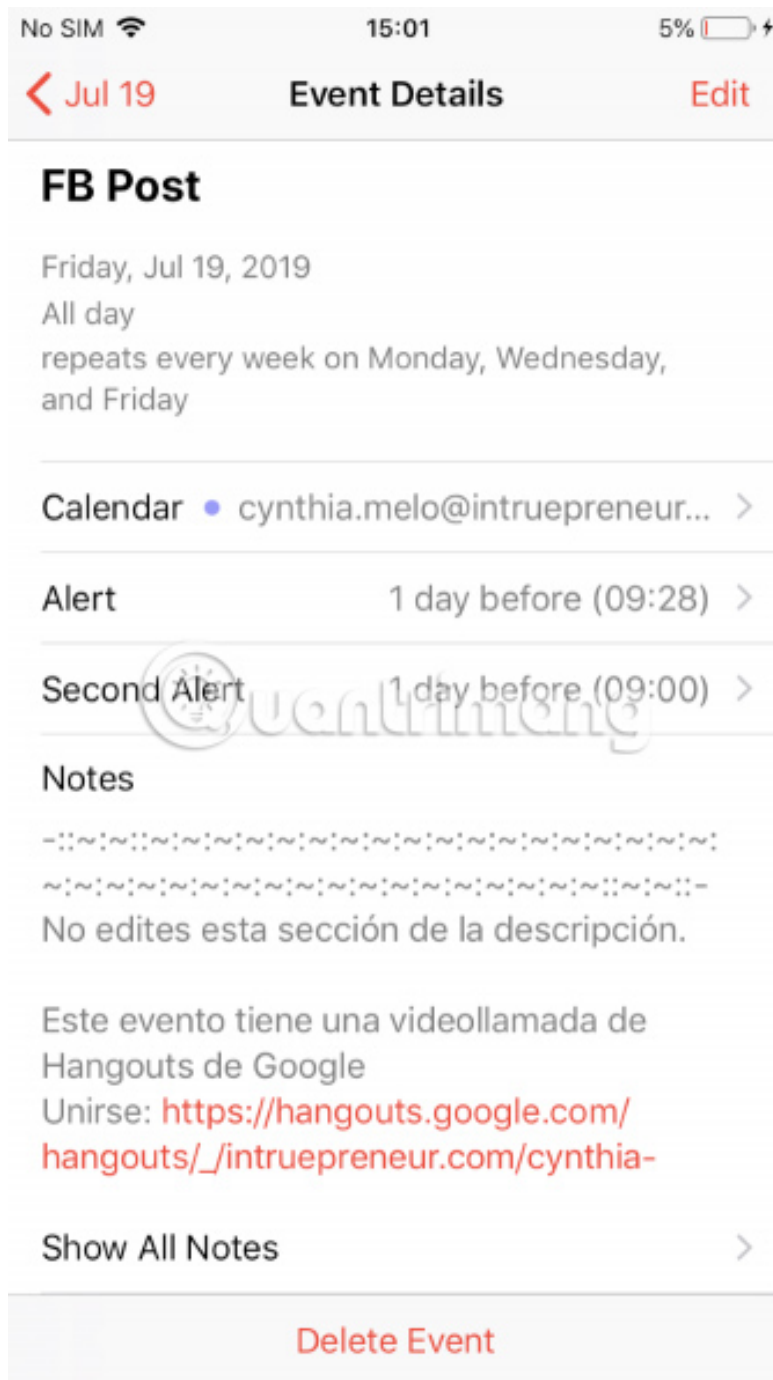 No SIM 15:01 5%
Jul 19 Event Details Edit
FB Post
Friday, Jul 19, 2019
All day
repeats every week on Monday, Wednesday,
and Friday
Calendar cynthia.melo@intruepreneur...
Alert 1 day before (09:28)
Second Alert 1 day before (09:00)
Quantrimang
Notes
-::~:~::~:~:~:~:~:~:~:~:~:~:~:~:~:~:~:~:~:~:
~:~:~:~:~:~:~:~:~:~:~:~:~:~:~:~:~:~::~:~::-
No edites esta sección de la descripción.
Este evento tiene una videollamada de
Hangouts de Google
Unirse: https://hangouts.google.com/
hangouts/_/intruepreneur.com/cynthia-
Show All Notes
Delete Event